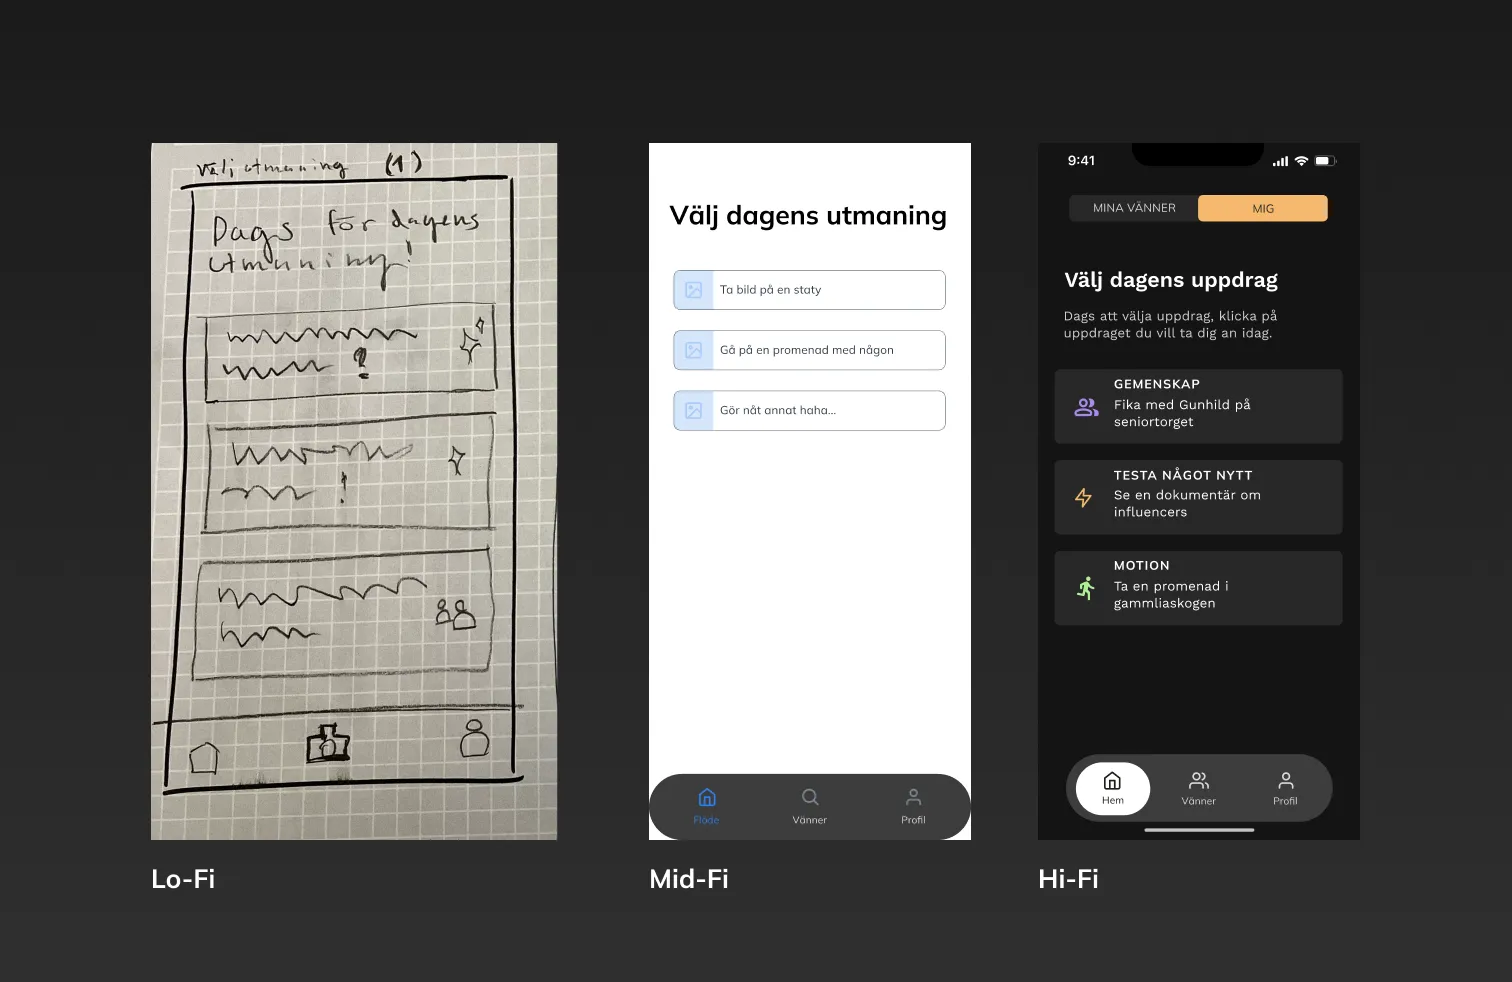 Välj utmaning (1)
Dags för dagens
utmaning!
Lo-Fi
Välj dagens utmaning
Ta bild på en staty
Gå på en promenad med någon
Gör nåt annat haha...
Flöde
Vänner
Profil
Mid-Fi
9:41
MINA VÄNNER
MIG
Välj dagens uppdrag
Dags att välja uppdrag, klicka på
uppdraget du vill ta dig an idag.
GEMENSKAP
Fika med Gunhild på
seniortorget
TESTA NÅGOT NYTT
Se en dokumentär om
influencers
MOTION
Ta en promenad i
gammliaskogen
Hem
Vänner
Profil
Hi-Fi